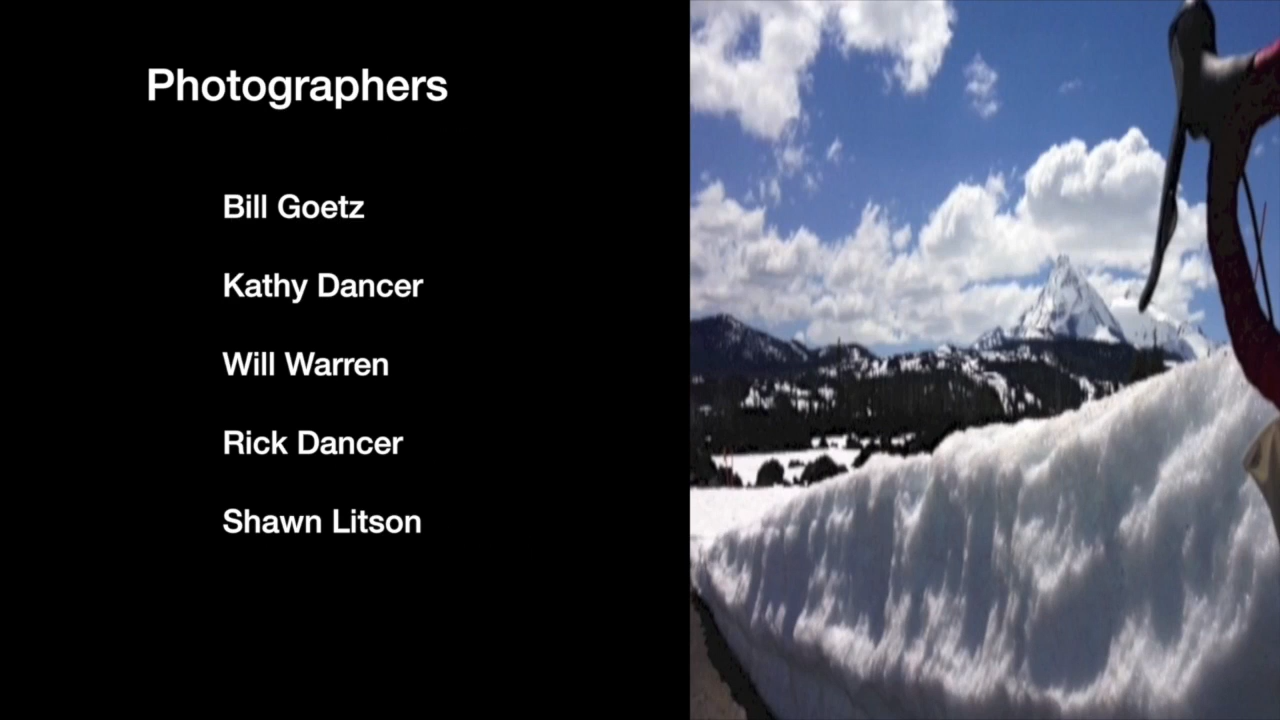 Photographers
Bill Goetz
Kathy Dancer
Will Warren
Rick Dancer
Shawn Litson